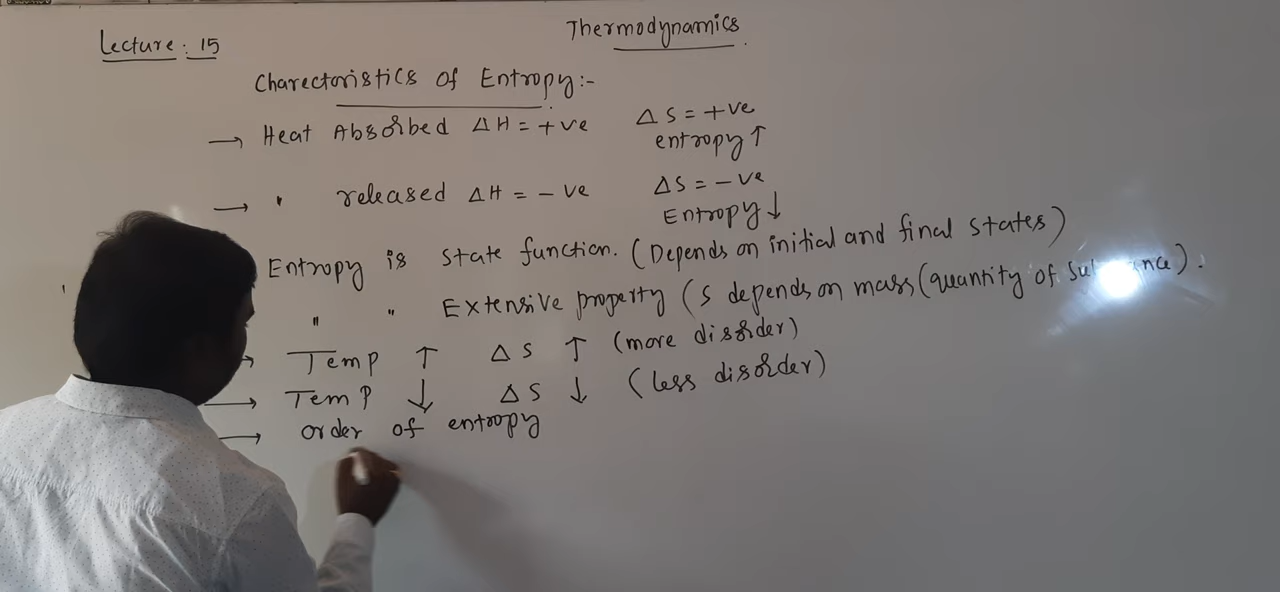 Thermodynamics
Lecture: 15
Charectoristics of Entropy:-
→ Heat Absorbed ΔH = +ve ΔS = +ve
entropy ↑
→ " released ΔH = -ve ΔS = -ve
Entropy ↓
Entropy is state function. (Depends on initial and final states)
" " Extensive property (S depends on mass (quantity of
→ Temp ↑ ΔS ↑ (more disorder)
→ Temp ↓ ΔS ↓ (less disorder)
→ order of entropy